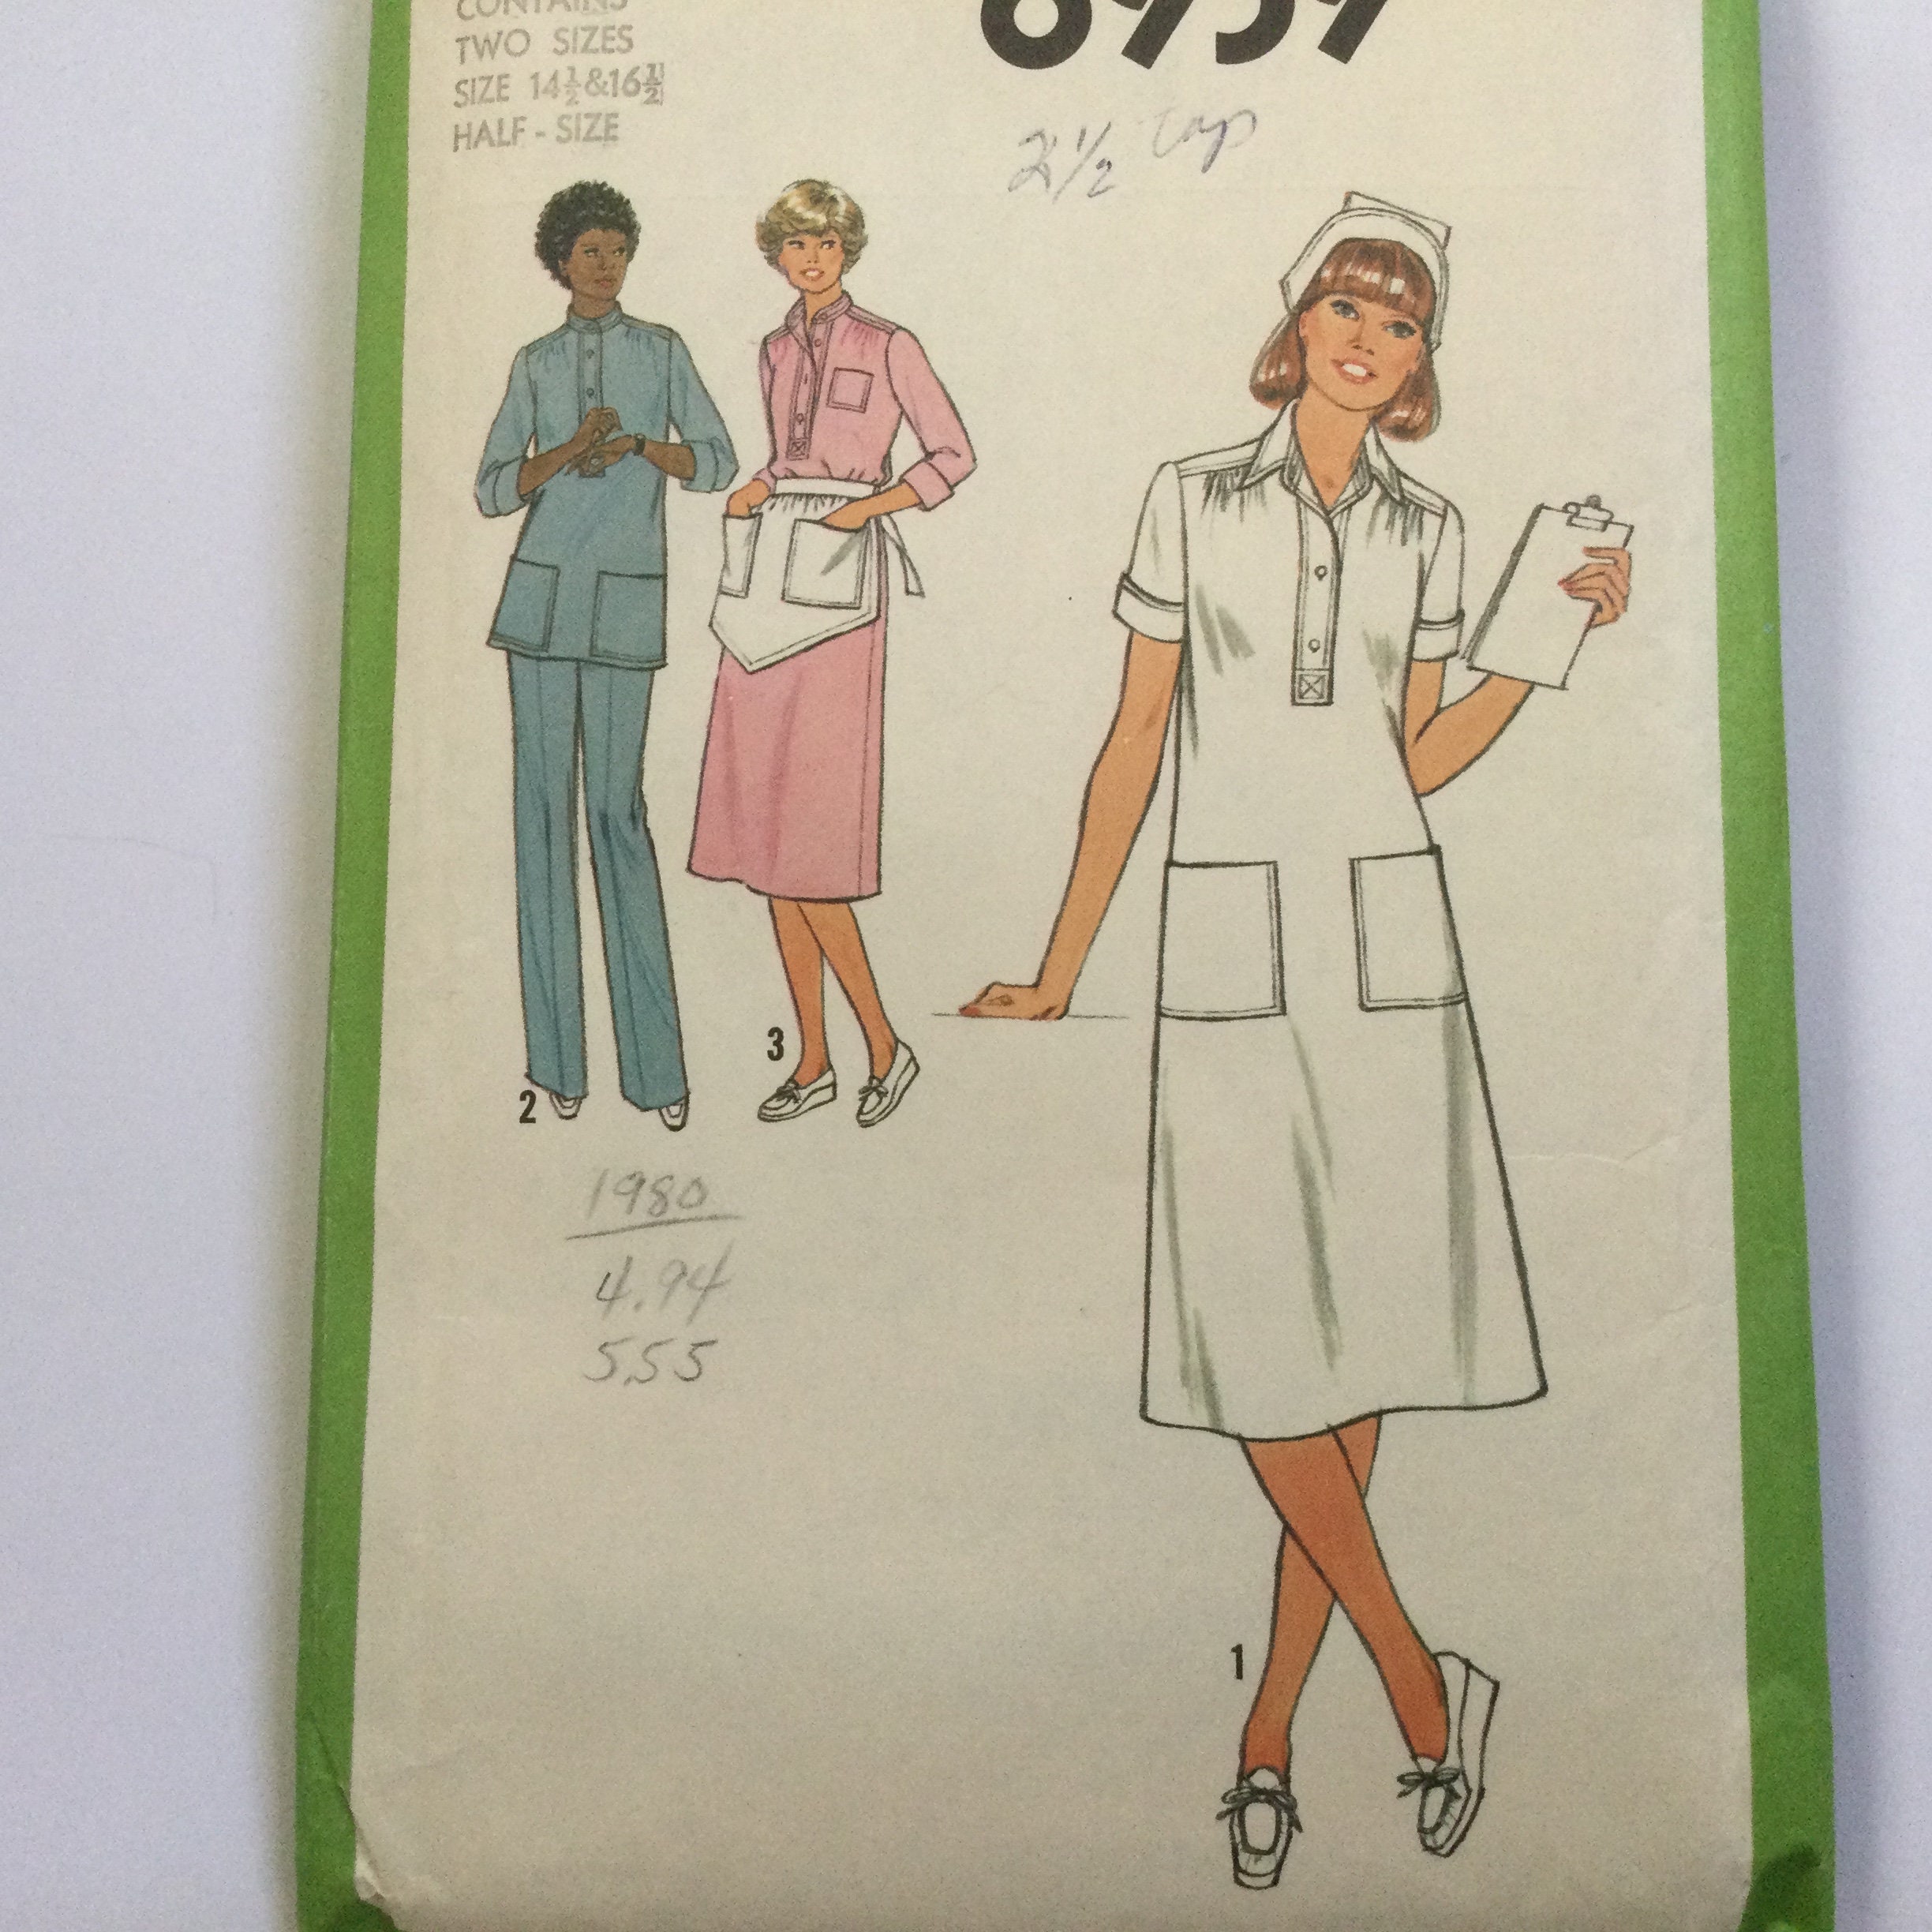 CONTAINS
TWO SIZES
SIZE 14½&16½
HALF - SIZE
2½
2
3
1980
4.94
5.55
1